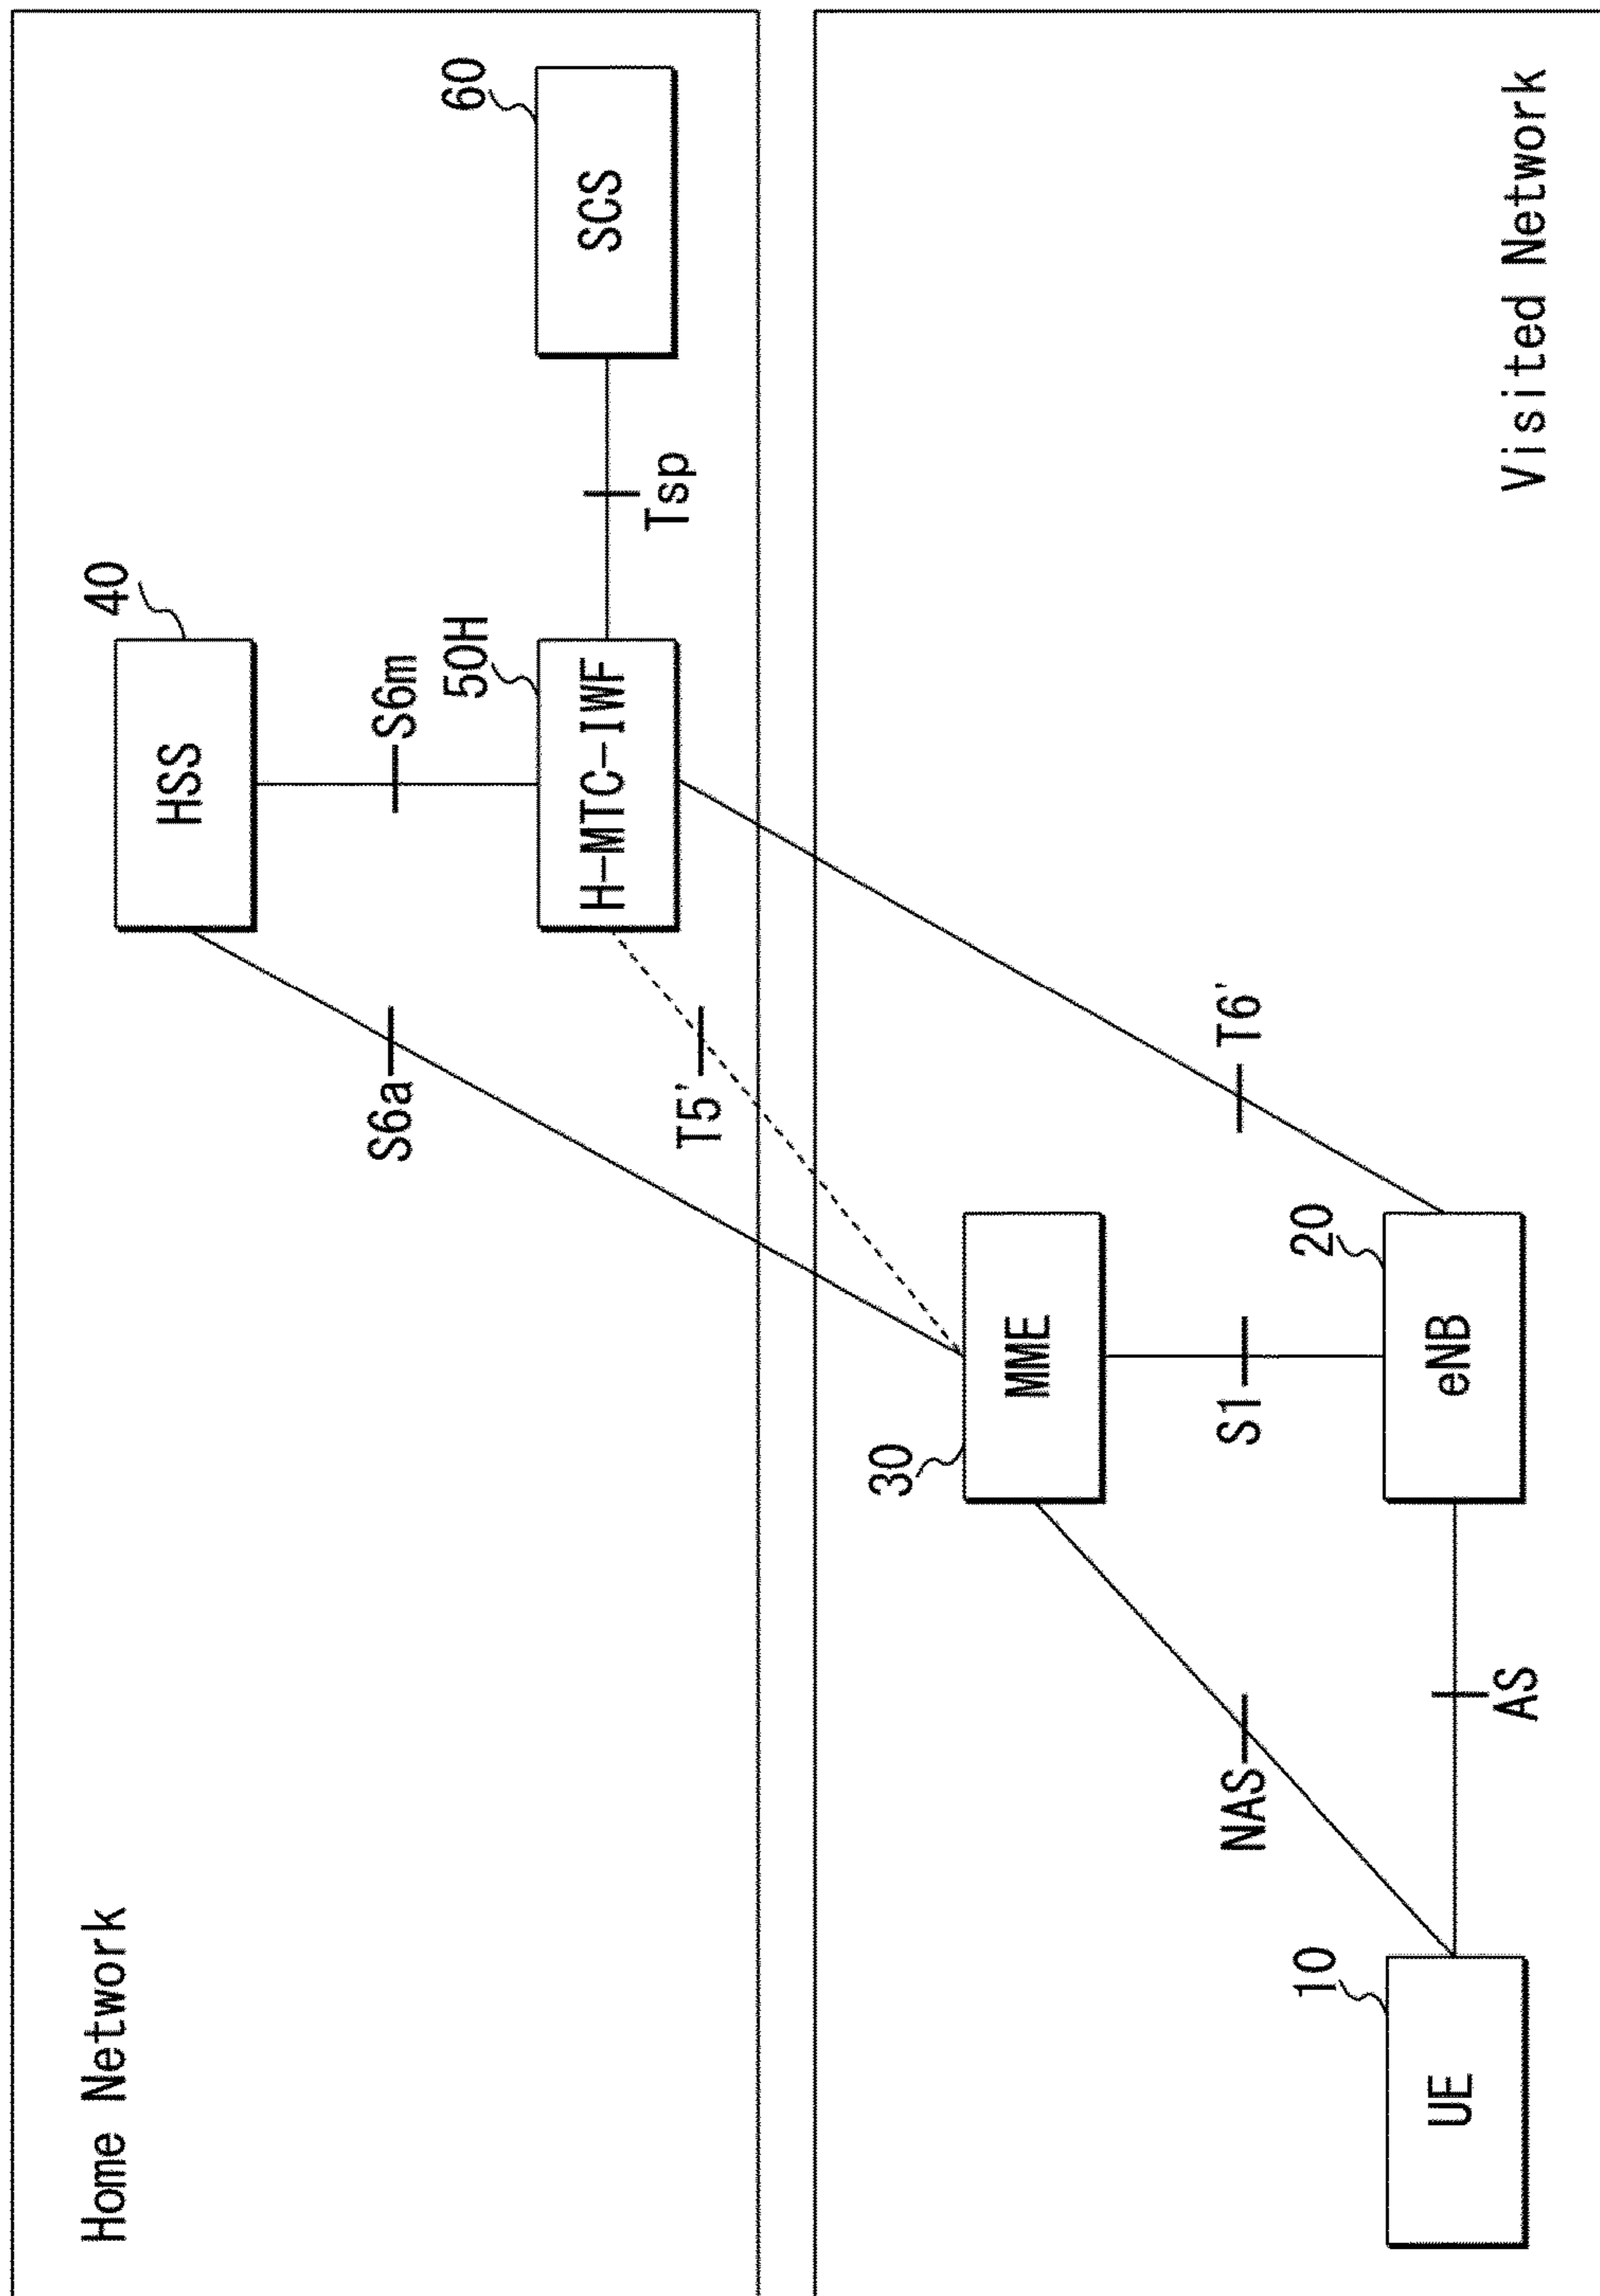 Home Network
40
HSS
S6a
S6m
50H
60
H-MTC-IWF
SCS
T5'
Tsp
30
MME
NAS
S1
T6'
10
20
UE
eNB
AS
Visited Network